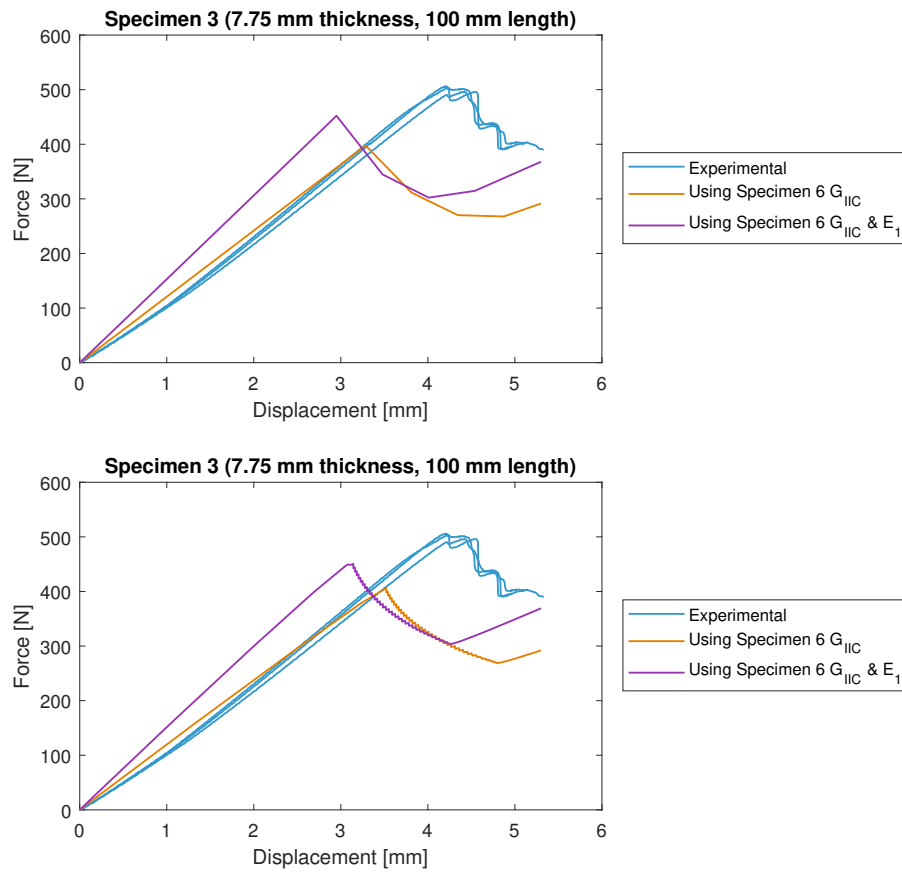 Specimen 3 (7.75 mm thickness, 100 mm length)
600
500
400
300
200
100
0
Force [N]
0 1 2 3 4 5 6
Displacement [mm]
Experimental
Using Specimen 6 G_IIC
Using Specimen 6 G_IIC & E_1
Specimen 3 (7.75 mm thickness, 100 mm length)
600
500
400
300
200
100
0
Force [N]
0 1 2 3 4 5 6
Displacement [mm]
Experimental
Using Specimen 6 G_IIC
Using Specimen 6 G_IIC & E_1